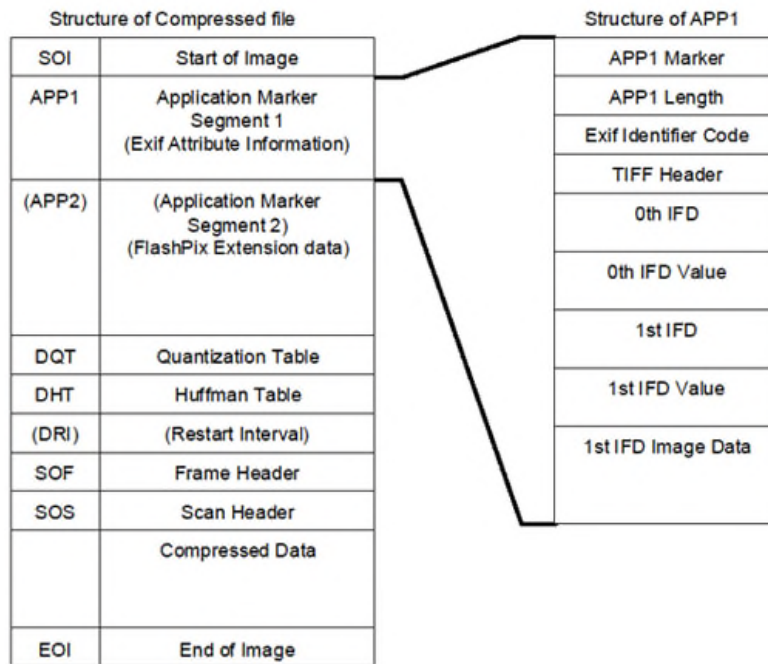 Structure of Compressed file
SOI Start of Image
APP1 Application Marker
Segment 1
(Exif Attribute Information)
(APP2) (Application Marker
Segment 2)
(FlashPix Extension data)
DQT Quantization Table
DHT Huffman Table
(DRI) (Restart Interval)
SOF Frame Header
SOS Scan Header
Compressed Data
EOI End of Image
Structure of APP1
APP1 Marker
APP1 Length
Exif Identifier Code
TIFF Header
0th IFD
0th IFD Value
1st IFD
1st IFD Value
1st IFD Image Data